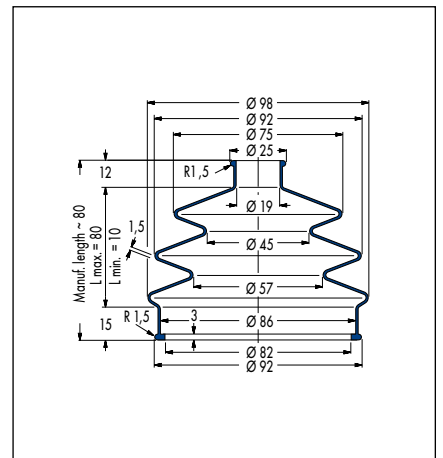 Ø 98
Ø 92
Ø 75
Ø 25
12
R1,5
Ø 19
1,5
Ø 45
Manuf. length ~ 80
L max. = 80
L min. = 10
Ø 57
15
R 1,5
3
Ø 86
Ø 82
Ø 92